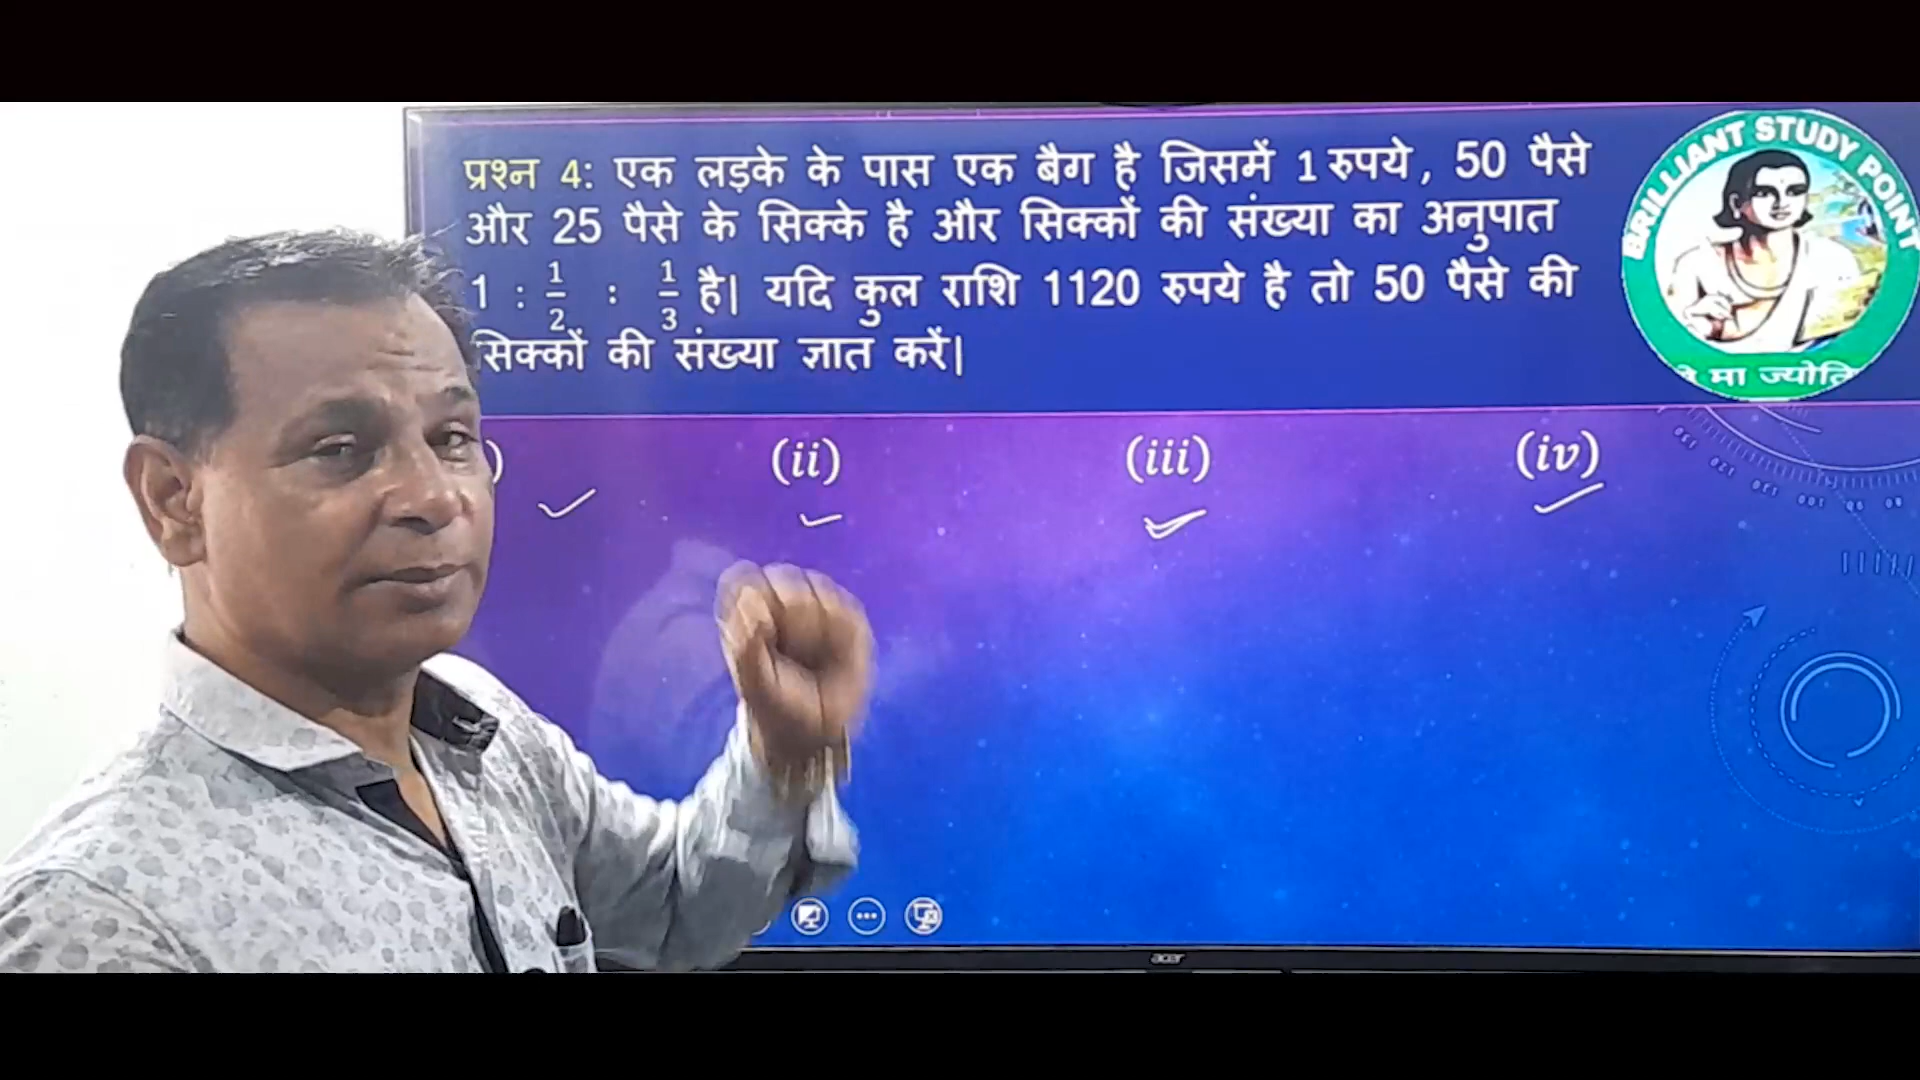 प्रश्न 4: एक लड़के के पास एक बैग है जिसमें 1 रुपये, 50 पैसे
और 25 पैसे के सिक्के है और सिक्कों की संख्या का अनुपात
1 : 1/2 : 1/3 है| यदि कुल राशि 1120 रुपये है तो 50 पैसे की
सिक्कों की संख्या ज्ञात करें|
BRILLIANT STUDY POINT
मा ज्योति
(ii) (iii) (iv)
acer